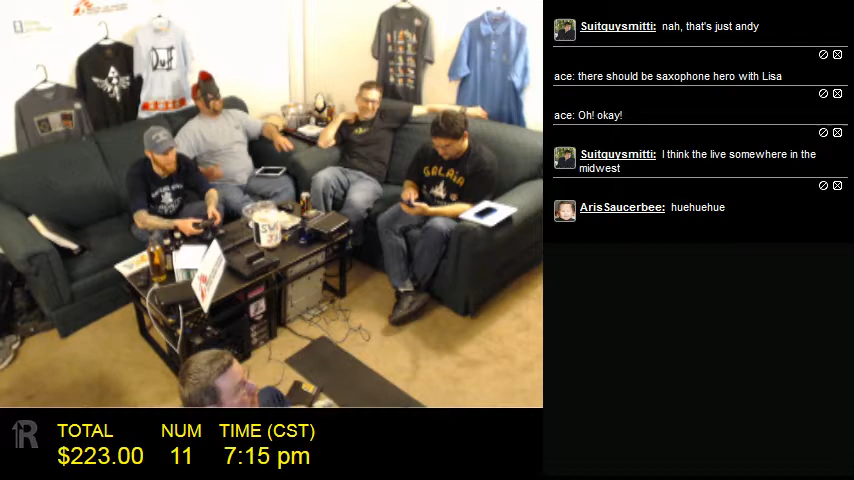 Suitguysmitti: nah, that's just andy
ace: there should be saxophone hero with Lisa
ace: Oh! okay!
Suitguysmitti: I think the live somewhere in the
midwest
ArisSaucerbee: huehuehue
Duff
GALAGA
TOTAL NUM TIME (CST)
$223.00 11 7:15 pm